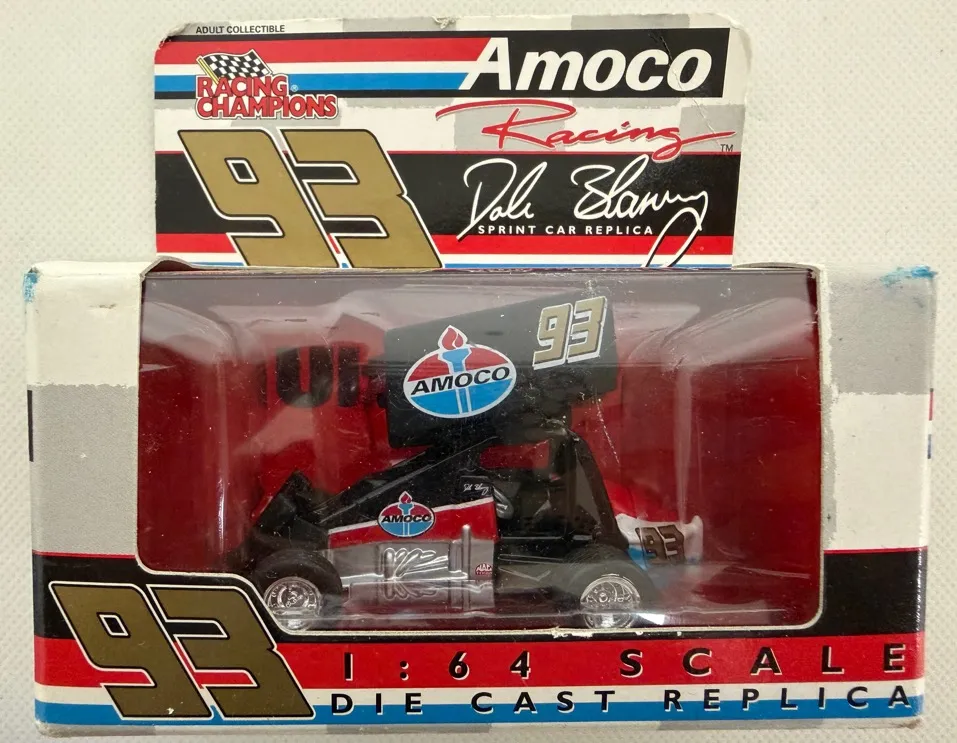 ADULT COLLECTIBLE
Amoco
RACING
CHAMPIONS®
Racing
TM
93
Dale Blaney
SPRINT CAR REPLICA
93
AMOCO
AMOCO
93
93
1:64 SCALE
DIE CAST REPLICA